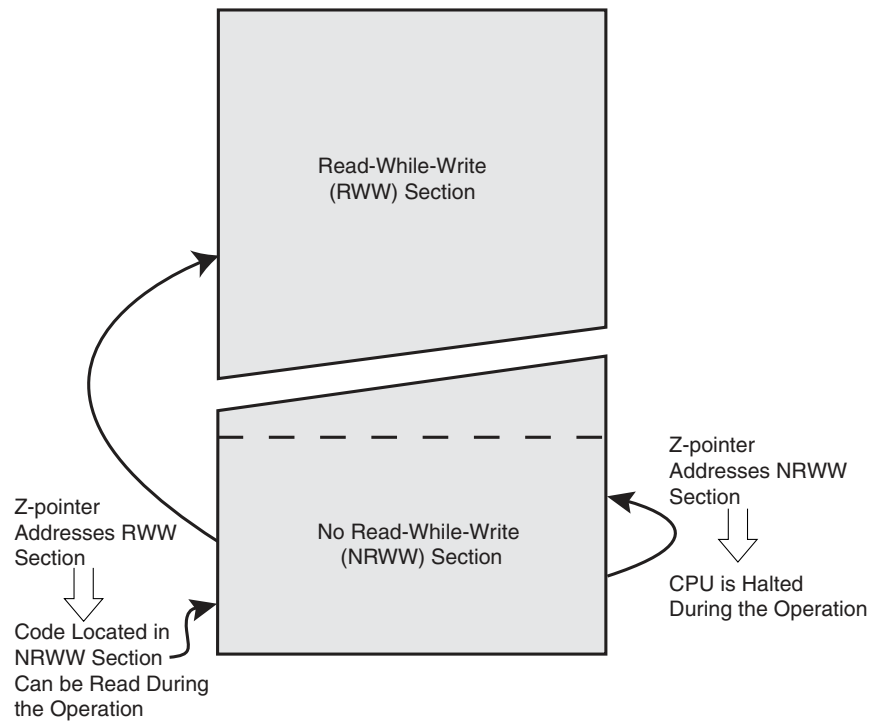 Read-While-Write
(RWW) Section
Z-pointer
Addresses NRWW
Section
Z-pointer
Addresses RWW
Section
No Read-While-Write
(NRWW) Section
CPU is Halted
During the Operation
Code Located in
NRWW Section
Can be Read During
the Operation